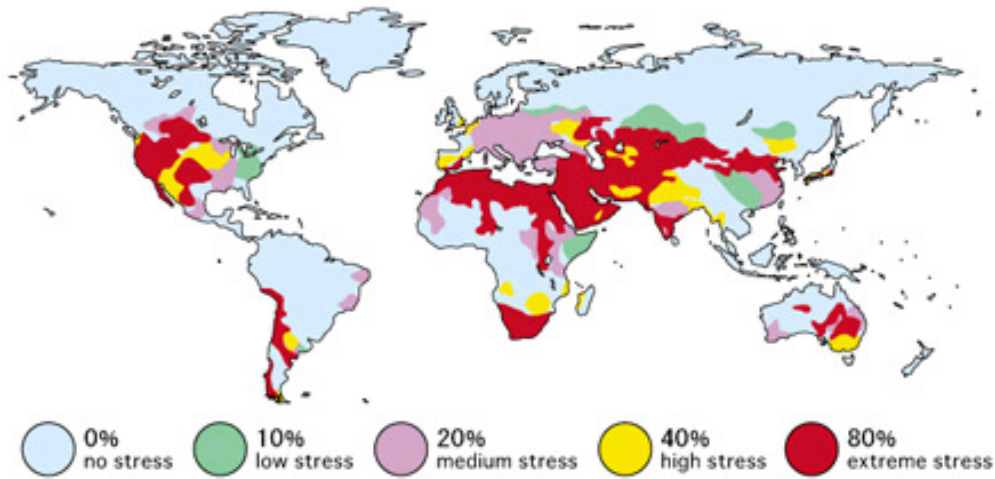 0%
no stress
10%
low stress
20%
medium stress
40%
high stress
80%
extreme stress